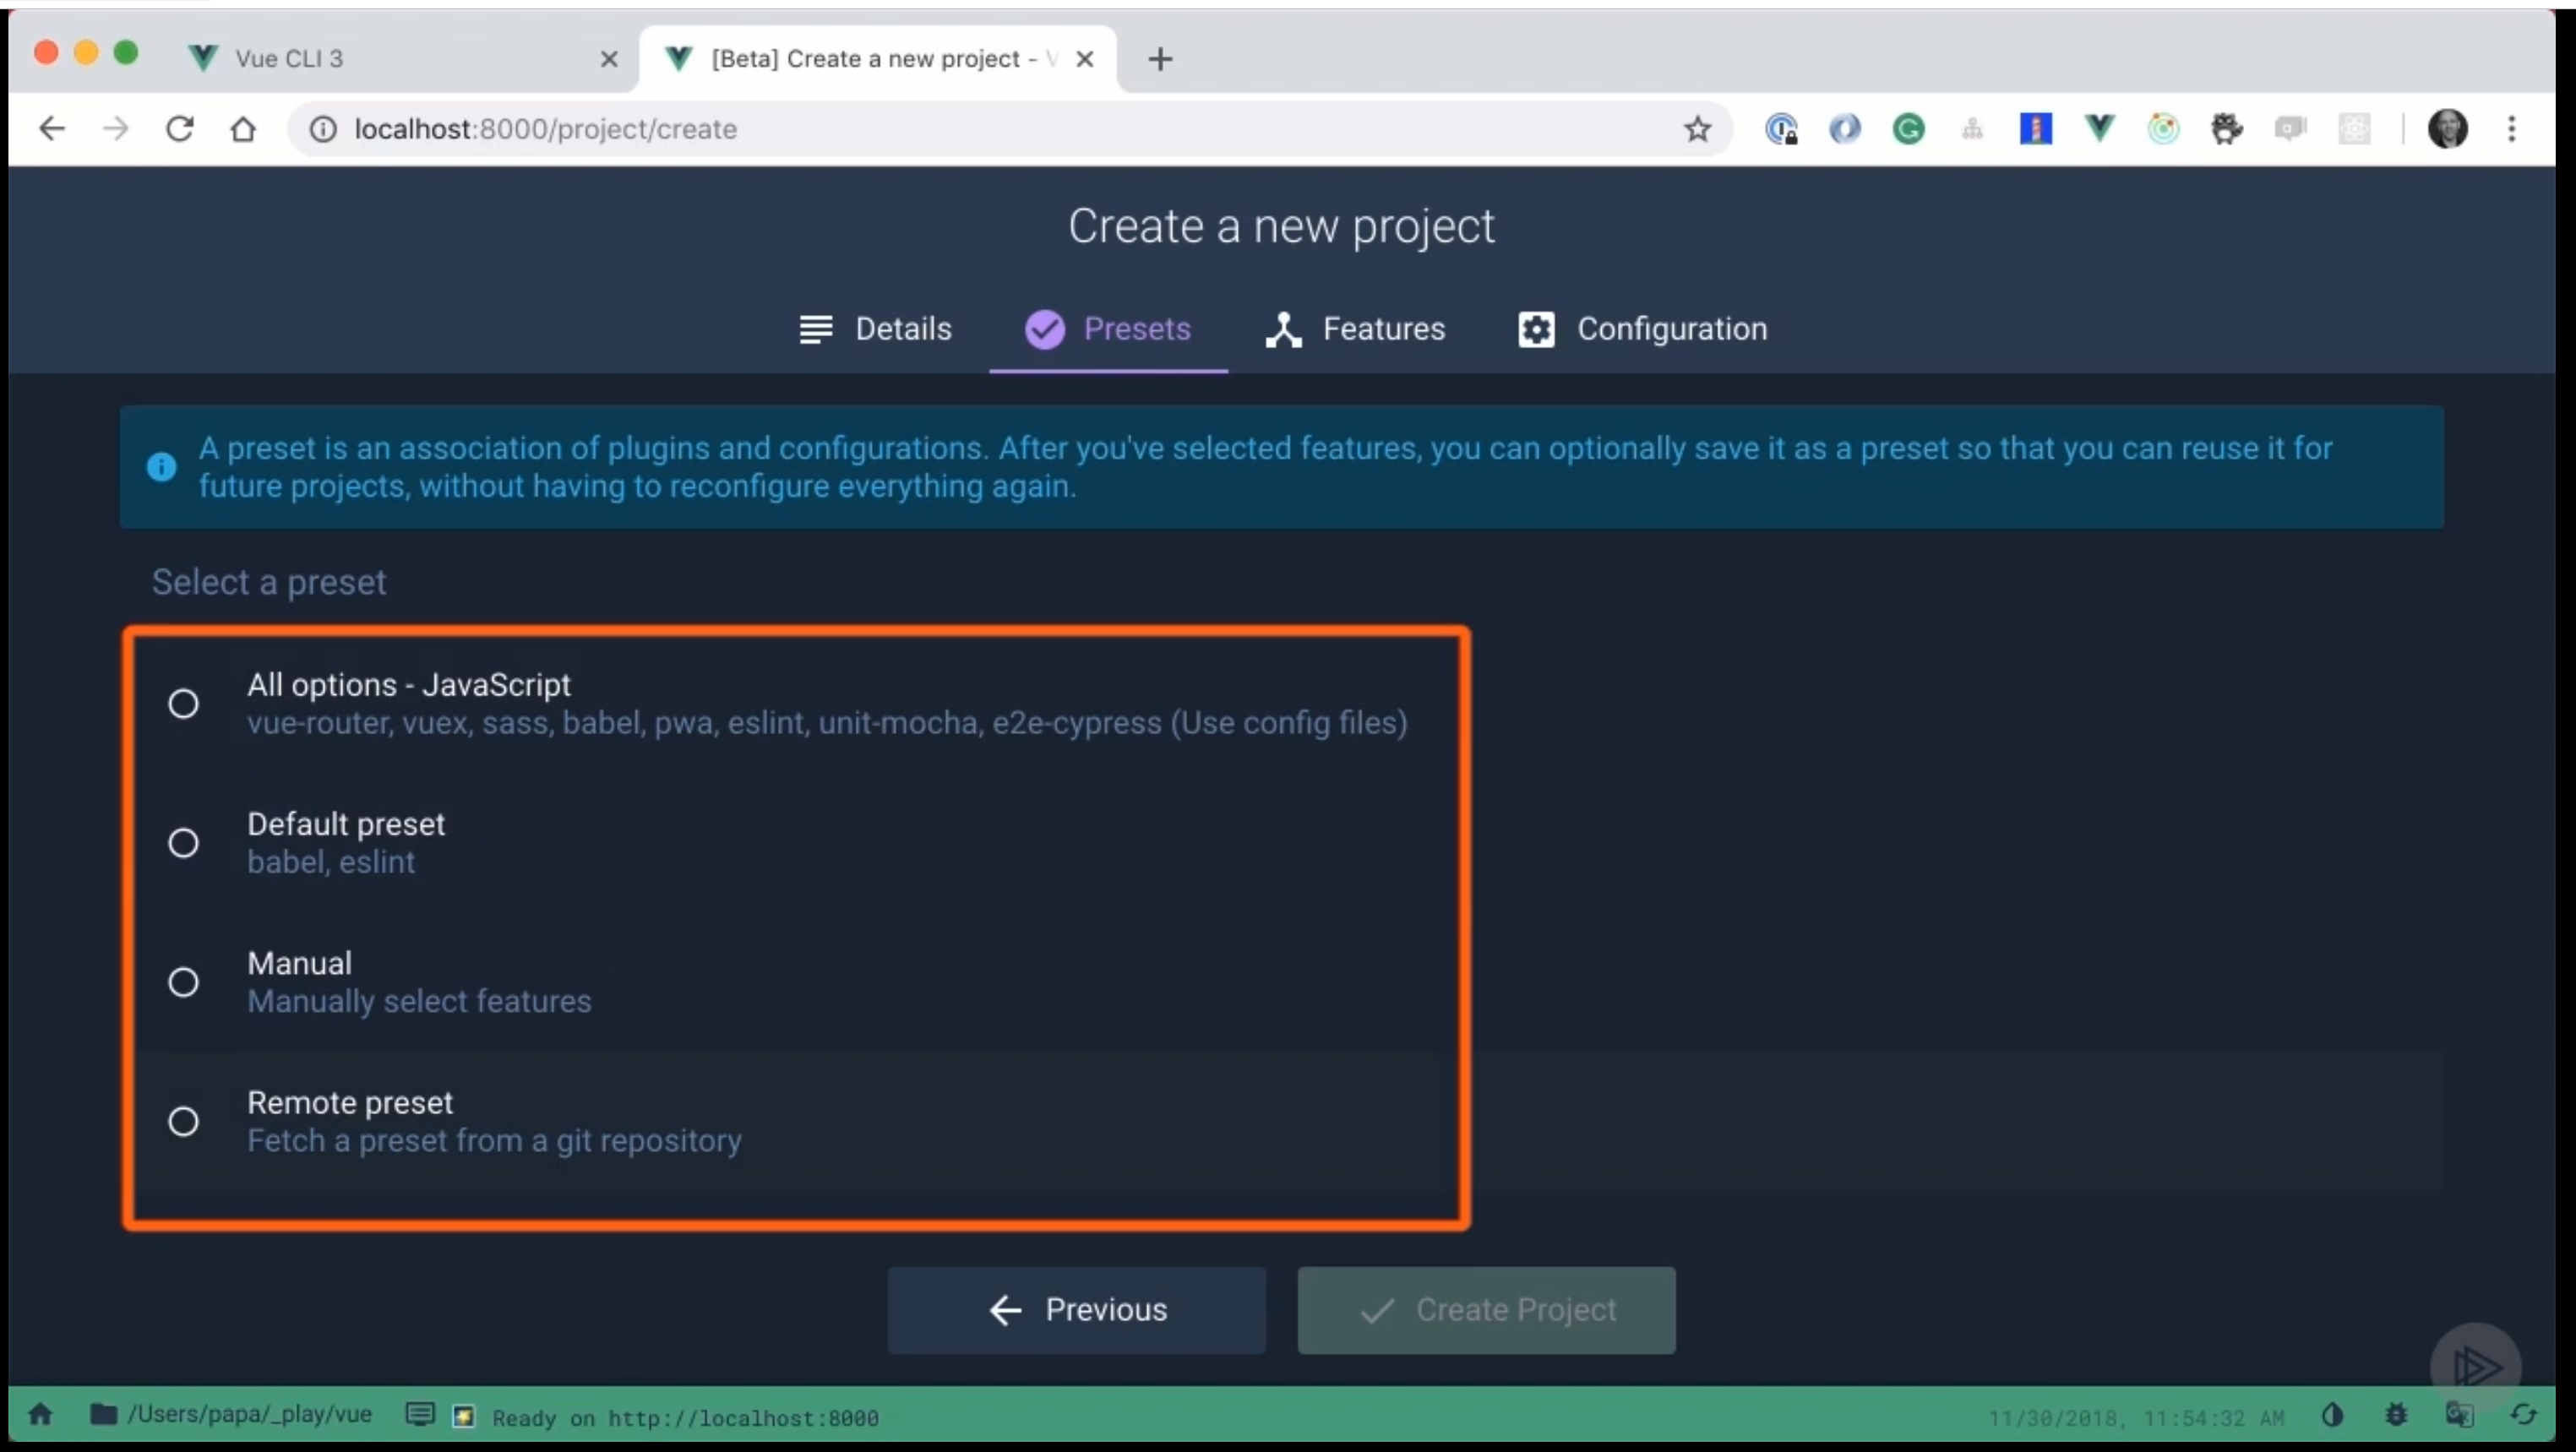 Vue CLI 3
[Beta] Create a new project - V
localhost:8000/project/create
Create a new project
Details
Presets
Features
Configuration
A preset is an association of plugins and configurations. After you've selected features, you can optionally save it as a preset so that you can reuse it for
future projects, without having to reconfigure everything again.
Select a preset
All options - JavaScript
vue-router, vuex, sass, babel, pwa, eslint, unit-mocha, e2e-cypress (Use config files)
Default preset
babel, eslint
Manual
Manually select features
Remote preset
Fetch a preset from a git repository
Previous
Create Project
/Users/papa/_play/vue
Ready on http://localhost:8000
11/30/2018, 11:54:32 AM